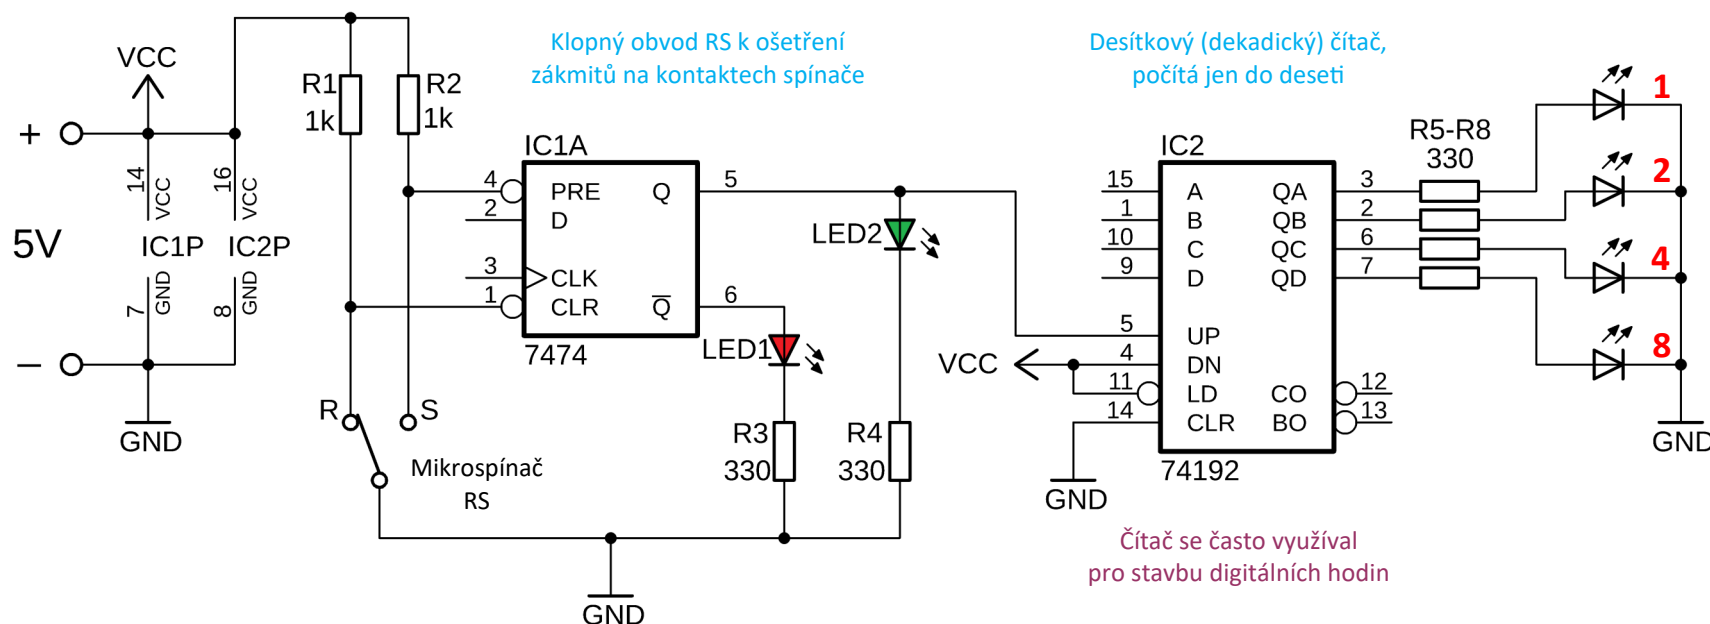 VCC
+
5V
−
14
VCC
16
VCC
IC1P
IC2P
7
GND
8
GND
GND
R1
1k
R2
1k
R
S
Mikrospínač
RS
Klopný obvod RS k ošetření
zákmitů na kontaktech spínače
IC1A
4
PRE
Q
5
2
D
3
CLK
1
CLR
Q
6
7474
LED1
LED2
R3
330
R4
330
GND
Desítkový (dekadický) čítač,
počítá jen do deseti
IC2
15
A
QA
3
1
B
QB
2
10
C
QC
6
9
D
QD
7
5
UP
VCC
4
DN
11
LD
CO
12
14
CLR
BO
13
74192
GND
R5-R8
330
1
2
4
8
GND
Čítač se často využíval
pro stavbu digitálních hodin